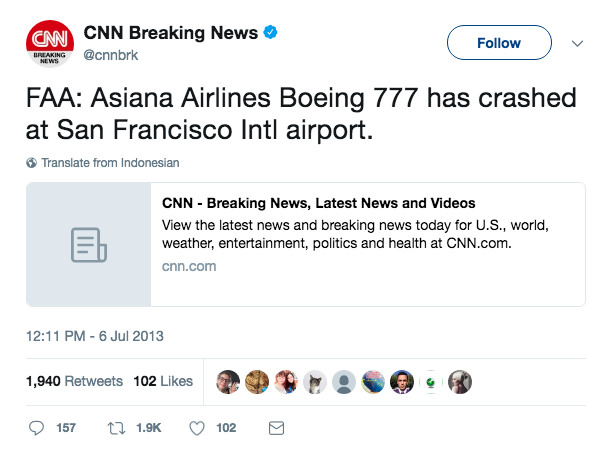 CNN
BREAKING
NEWS
CNN Breaking News
@cnnbrk
Follow
FAA: Asiana Airlines Boeing 777 has crashed
at San Francisco Intl airport.
Translate from Indonesian
CNN - Breaking News, Latest News and Videos
View the latest news and breaking news today for U.S., world,
weather, entertainment, politics and health at CNN.com.
cnn.com
12:11 PM - 6 Jul 2013
1,940 Retweets 102 Likes
157 1.9K 102